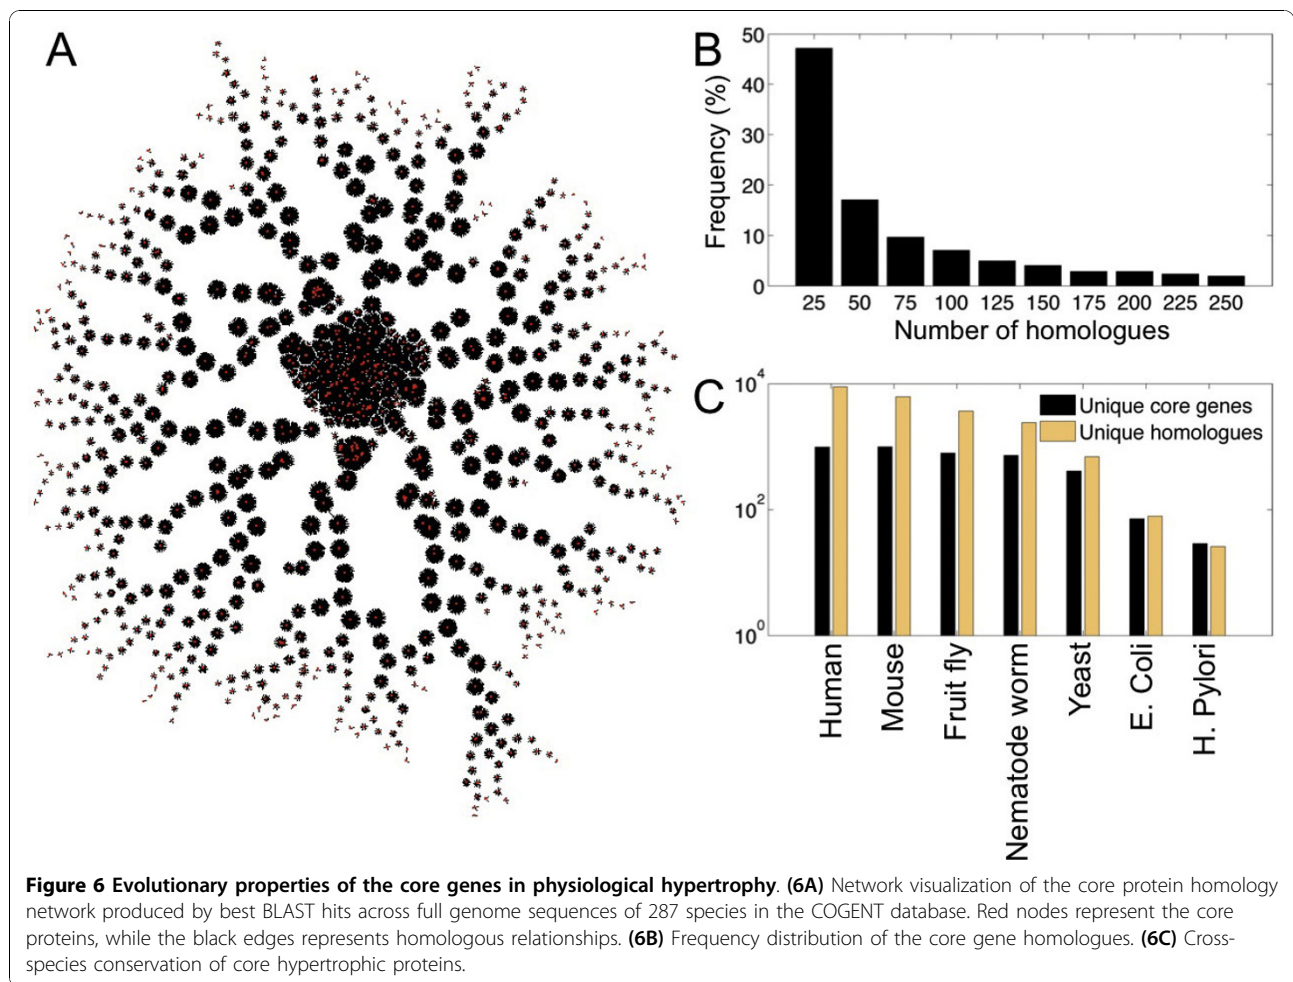 A
B
50
40
30
20
10
0
Frequency (%)
25 50 75 100 125 150 175 200 225 250
Number of homologues
C
10^4
10^2
10^0
Unique core genes
Unique homologues
Human
Mouse
Fruit fly
Nematode worm
Yeast
E. Coli
H. Pylori
Figure 6 Evolutionary properties of the core genes in physiological hypertrophy. (6A) Network visualization of the core protein homology
network produced by best BLAST hits across full genome sequences of 287 species in the COGENT database. Red nodes represent the core
proteins, while the black edges represents homologous relationships. (6B) Frequency distribution of the core gene homologues. (6C) Cross-
species conservation of core hypertrophic proteins.